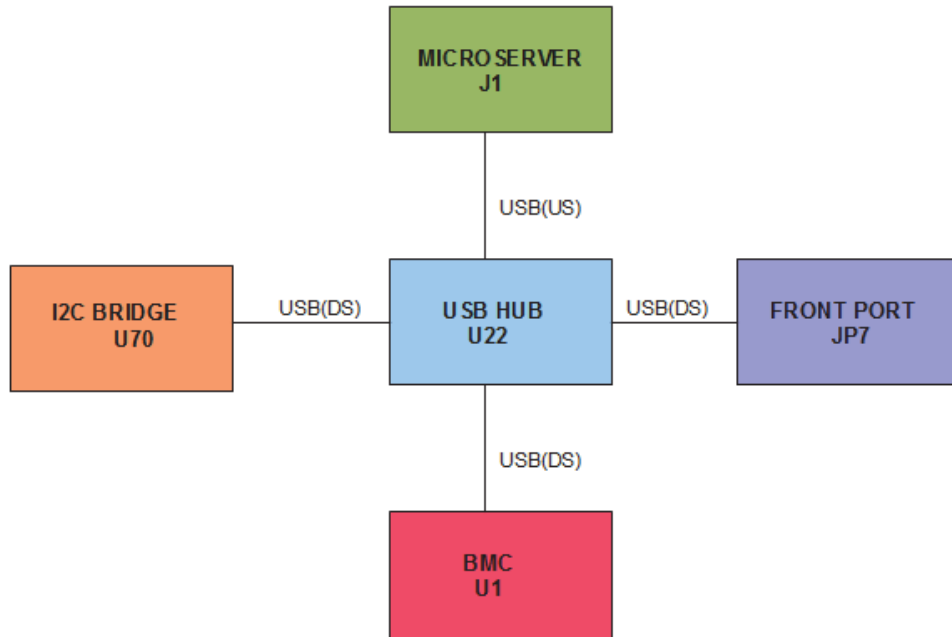 MICROSERVER
J1
USB(US)
I2C BRIDGE
U70
USB(DS)
USB HUB
U22
USB(DS)
FRONT PORT
JP7
USB(DS)
BMC
U1